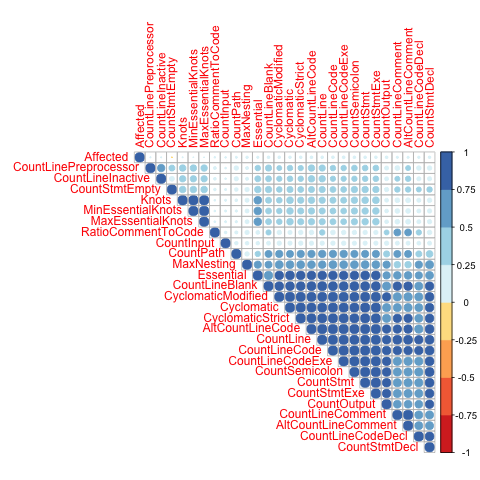 Affected
CountLinePreprocessor
CountLineInactive
CountStmtEmpty
Knots
MinEssentialKnots
MaxEssentialKnots
RatioCommentToCode
CountInput
CountPath
MaxNesting
Essential
CountLineBlank
CyclomaticModified
Cyclomatic
CyclomaticStrict
AltCountLineCode
CountLine
CountLineCode
CountLineCodeExe
CountSemicolon
CountStmt
CountStmtExe
CountOutput
CountLineComment
AltCountLineComment
CountLineCodeDecl
CountStmtDecl
Affected
CountLinePreprocessor
CountLineInactive
CountStmtEmpty
Knots
MinEssentialKnots
MaxEssentialKnots
RatioCommentToCode
CountInput
CountPath
MaxNesting
Essential
CountLineBlank
CyclomaticModified
Cyclomatic
CyclomaticStrict
AltCountLineCode
CountLine
CountLineCode
CountLineCodeExe
CountSemicolon
CountStmt
CountStmtExe
CountOutput
CountLineComment
AltCountLineComment
CountLineCodeDecl
CountStmtDecl
1
0.75
0.5
0.25
0
-0.25
-0.5
-0.75
-1